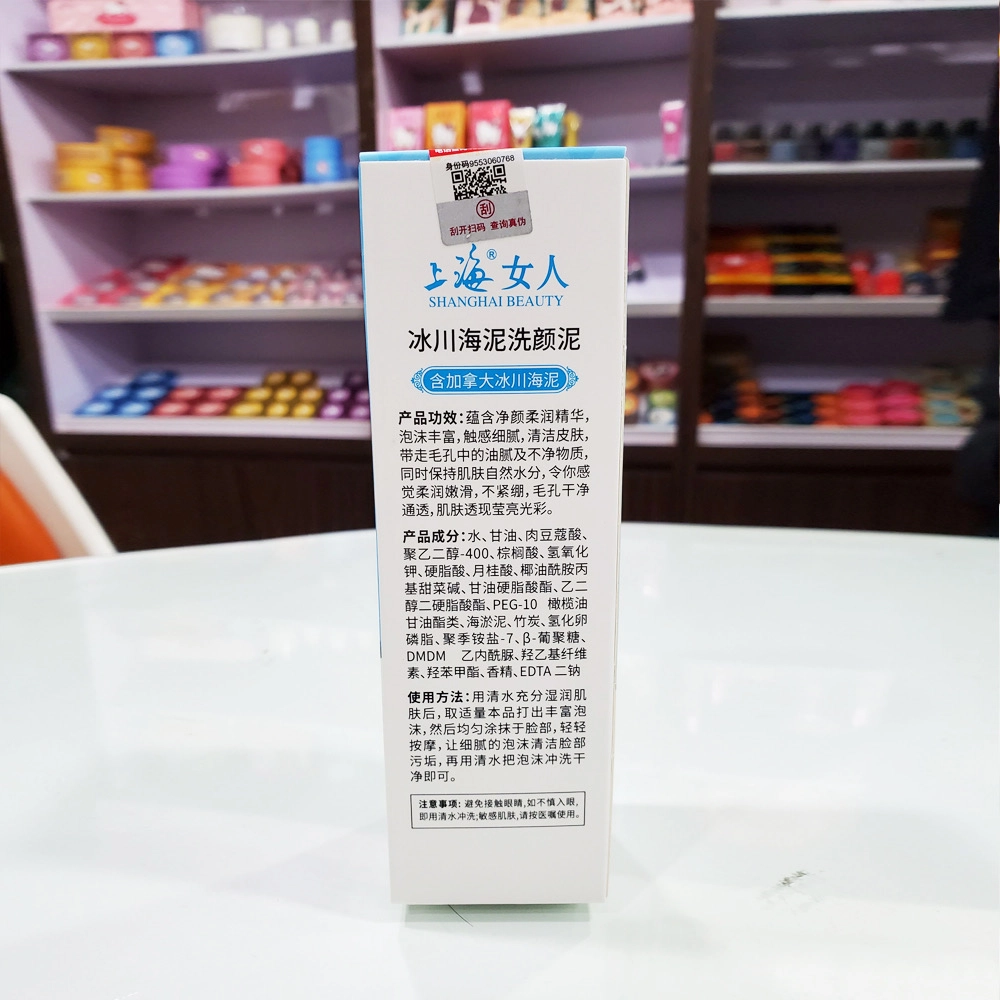 身份码9553060768
刮
刮开扫码 查询真伪
上海®女人
SHANGHAI BEAUTY
冰川海泥洗颜泥
含加拿大冰川海泥
产品功效:蕴含净颜柔润精华,
泡沫丰富,触感细腻,清洁皮肤,
带走毛孔中的油腻及不净物质,
同时保持肌肤自然水分,令你感
觉柔润嫩滑,不紧绷,毛孔干净
通透,肌肤透现莹亮光彩。
产品成分:水、甘油、肉豆蔻酸、
聚乙二醇-400、棕榈酸、氢氧化
钾、硬脂酸、月桂酸、椰油酰胺丙
基甜菜碱、甘油硬脂酸酯、乙二
醇二硬脂酸酯、PEG-10 橄榄油
甘油酯类、海淤泥、竹炭、氢化卵
磷脂、聚季铵盐-7、β-葡聚糖、
DMDM 乙内酰脲、羟乙基纤维
素、羟苯甲酯、香精、EDTA 二钠
使用方法:用清水充分湿润肌
肤后,取适量本品打出丰富泡
沫,然后均匀涂抹于脸部,轻轻
按摩,让细腻的泡沫清洁脸部
污垢,再用清水把泡沫冲洗干
净即可。
注意事项: 避免接触眼睛,如不慎入眼,
即用清水冲洗;敏感肌肤,请按医嘱使用。